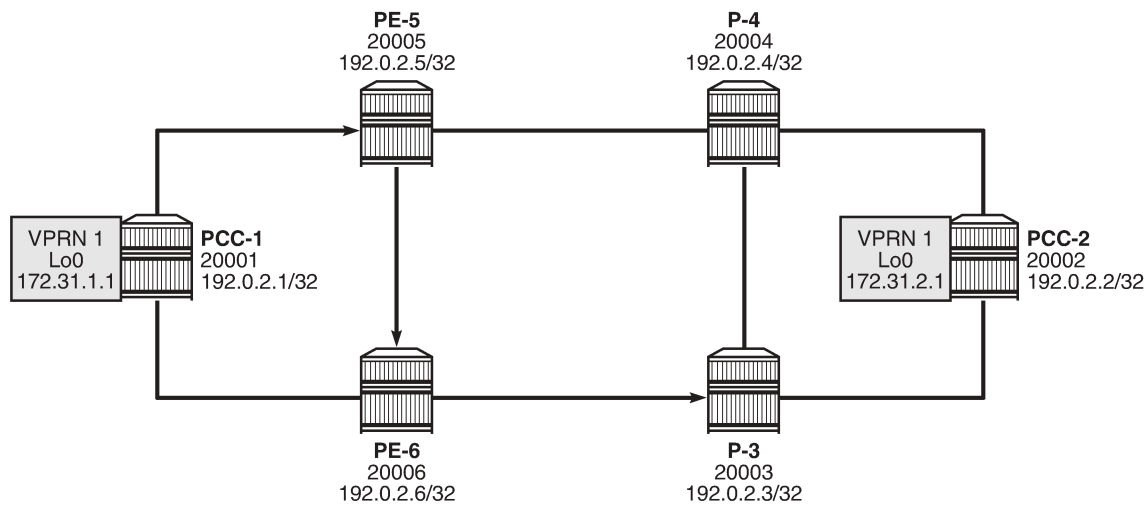 PE-5
20005
192.0.2.5/32
P-4
20004
192.0.2.4/32
VPRN 1
Lo0
172.31.1.1
PCC-1
20001
192.0.2.1/32
VPRN 1
Lo0
172.31.2.1
PCC-2
20002
192.0.2.2/32
PE-6
20006
192.0.2.6/32
P-3
20003
192.0.2.3/32